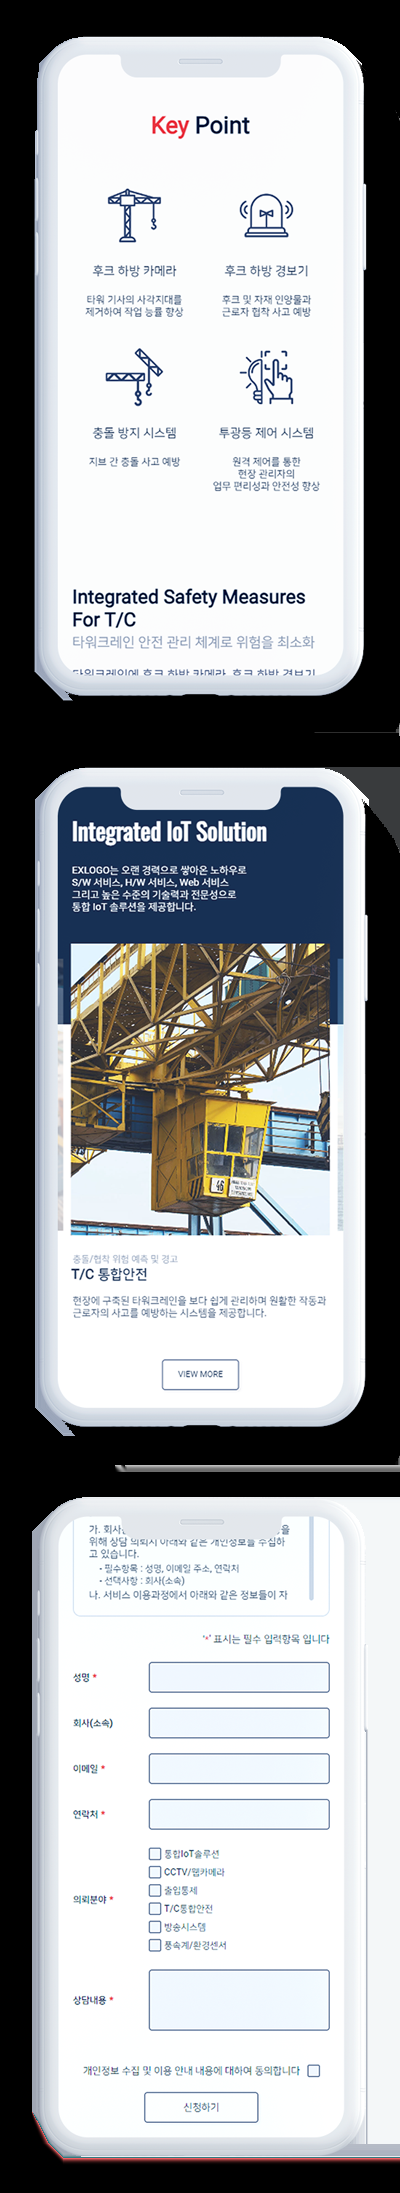 Key Point
후크 하방 카메라
타워 기사의 사각지대를
제거하여 작업 능률 향상
후크 하방 경보기
후크 및 자재 인양물과
근로자 협착 사고 예방
충돌 방지 시스템
지브 간 충돌 사고 예방
투광등 제어 시스템
원격 제어를 통한
현장 관리자의
업무 편리성과 안전성 향상
Integrated Safety Measures
For T/C
타워크레인 안전 관리 체계로 위험을 최소화
타워크레인에 후크 하방 카메라, 후크 하방 경보기
Integrated IoT Solution
EXLOGO는 오랜 경력으로 쌓아온 노하우로
S/W 서비스, H/W 서비스, Web 서비스
그리고 높은 수준의 기술력과 전문성으로
통합 IoT 솔루션을 제공합니다.
46
충돌/협착 위험 예측 및 경고
T/C 통합안전
현장에 구축된 타워크레인을 보다 쉽게 관리하며 원활한 작동과
근로자의 사고를 예방하는 시스템을 제공합니다.
VIEW MORE
가. 회사는
을
위해 상담 의뢰시 아래와 같은 개인정보를 수집하
고 있습니다.
- 필수항목 : 성명, 이메일 주소, 연락처
- 선택사항 : 회사(소속)
나. 서비스 이용과정에서 아래와 같은 정보들이 자
'*' 표시는 필수 입력항목 입니다
성명 *
회사(소속)
이메일 *
연락처 *
의뢰분야 *
통합IoT솔루션
CCTV/웹카메라
출입통제
T/C통합안전
방송시스템
풍속계/환경센서
상담내용 *
개인정보 수집 및 이용 안내 내용에 대하여 동의합니다
신청하기